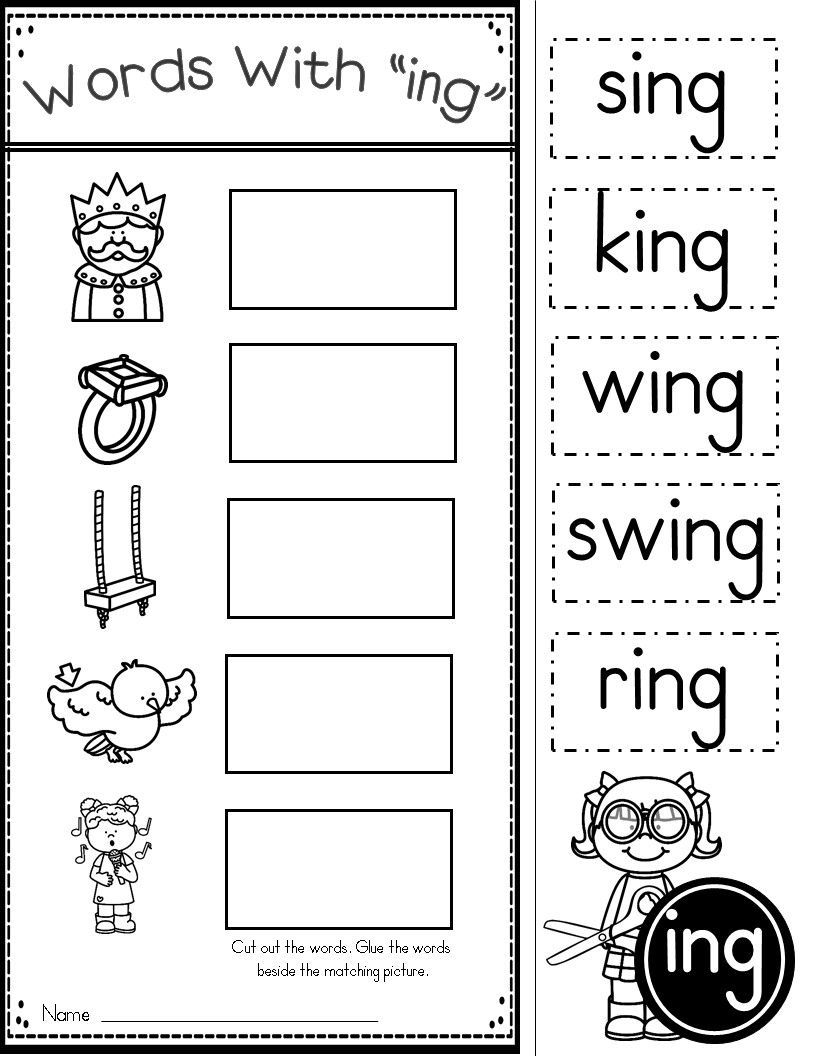 Words With “ing”
Cut out the words. Glue the words
beside the matching picture.
Name
sing
king
wing
swing
ring
ing